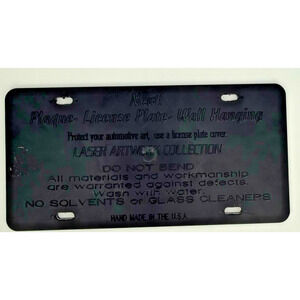 Neat
Plaque- License Plate- Wall Hanging
Protect your automotive art, use a license plate cover.
LASER ARTWORK COLLECTION
DO NOT BEND
All materials and workmanship
are warranted against defects.
Wash with water.
NO SOLVENTS or GLASS CLEANERS
HAND MADE IN THE U.S.A.